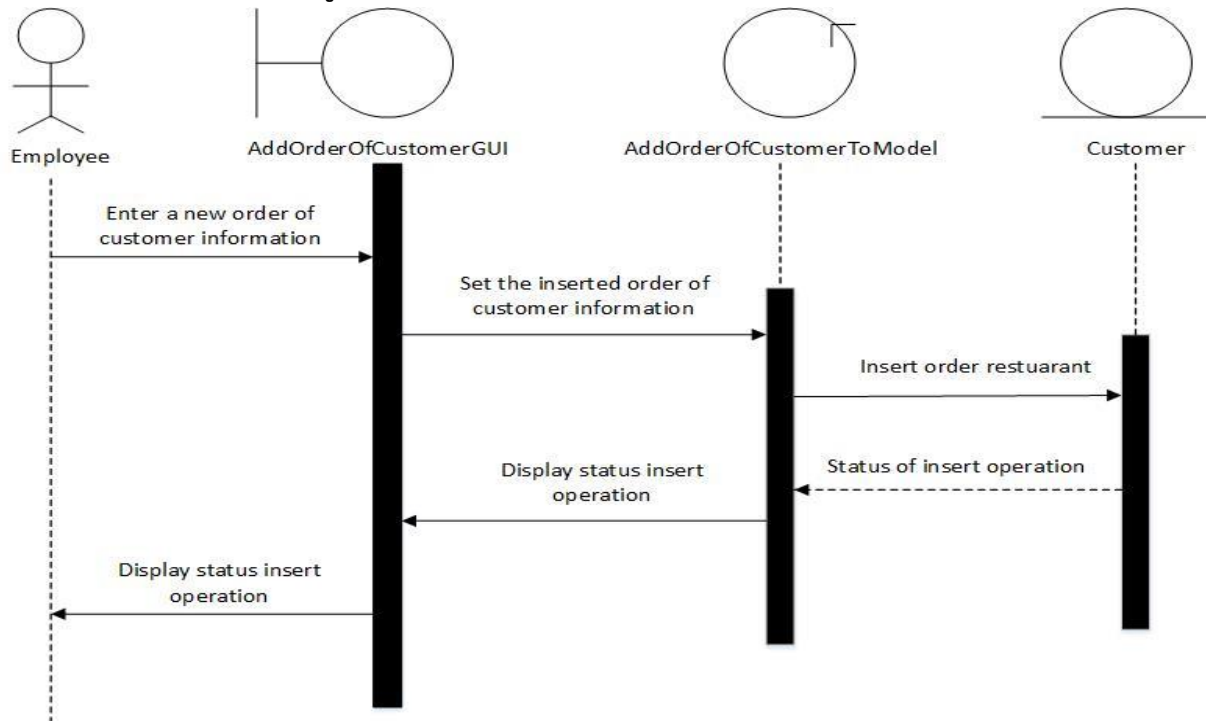 Employee
AddOrderOfCustomerGUI
AddOrderOfCustomerToModel
Customer
Enter a new order of
customer information
Set the inserted order of
customer information
Insert order restuarant
Status of insert operation
Display status insert
operation
Display status insert
operation